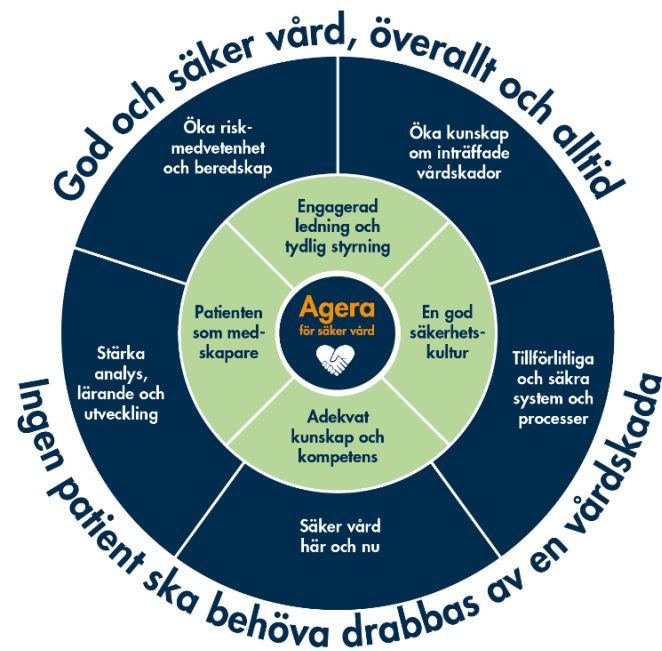 God och säker vård, överallt och alltid
Öka risk-
medvetenhet
och beredskap
Öka kunskap
om inträffade
vårdskador
Engagerad
ledning och
tydlig styrning
Patienten
som med-
skapare
Agera
för säker vård
En god
säkerhets-
kultur
Stärka
analys,
lärande och
utveckling
Tillförlitliga
och säkra
system och
processer
Adekvat
kunskap och
kompetens
Säker vård
här och nu
Ingen patient ska behöva drabbas av en vårdskada